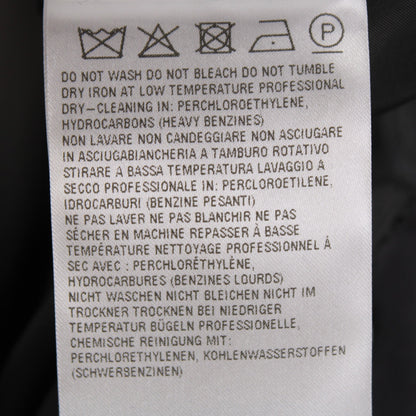 P
DO NOT WASH DO NOT BLEACH DO NOT TUMBLE
DRY IRON AT LOW TEMPERATURE PROFESSIONAL
DRY-CLEANING IN: PERCHLOROETHYLENE,
HYDROCARBONS (HEAVY BENZINES)
NON LAVARE NON CANDEGGIARE NON ASCIUGARE
IN ASCIUGABIANCHERIA A TAMBURO ROTATIVO
STIRARE A BASSA TEMPERATURA LAVAGGIO A
SECCO PROFESSIONALE IN: PERCLOROETILENE,
IDROCARBURI (BENZINE PESANTI)
NE PAS LAVER NE PAS BLANCHIR NE PAS
SÉCHER EN MACHINE REPASSER À BASSE
TEMPÉRATURE NETTOYAGE PROFESSIONNEL À
SEC AVEC : PERCHLORÉTHYLÈNE,
HYDROCARBURES (BENZINES LOURDS)
NICHT WASCHEN NICHT BLEICHEN NICHT IM
TROCKNER TROCKNEN BEI NIEDRIGER
TEMPERATUR BÜGELN PROFESSIONELLE,
CHEMISCHE REINIGUNG MIT:
PERCHLORETHYLENEN, KOHLENWASSERSTOFFEN
(SCHWERBENZINEN)